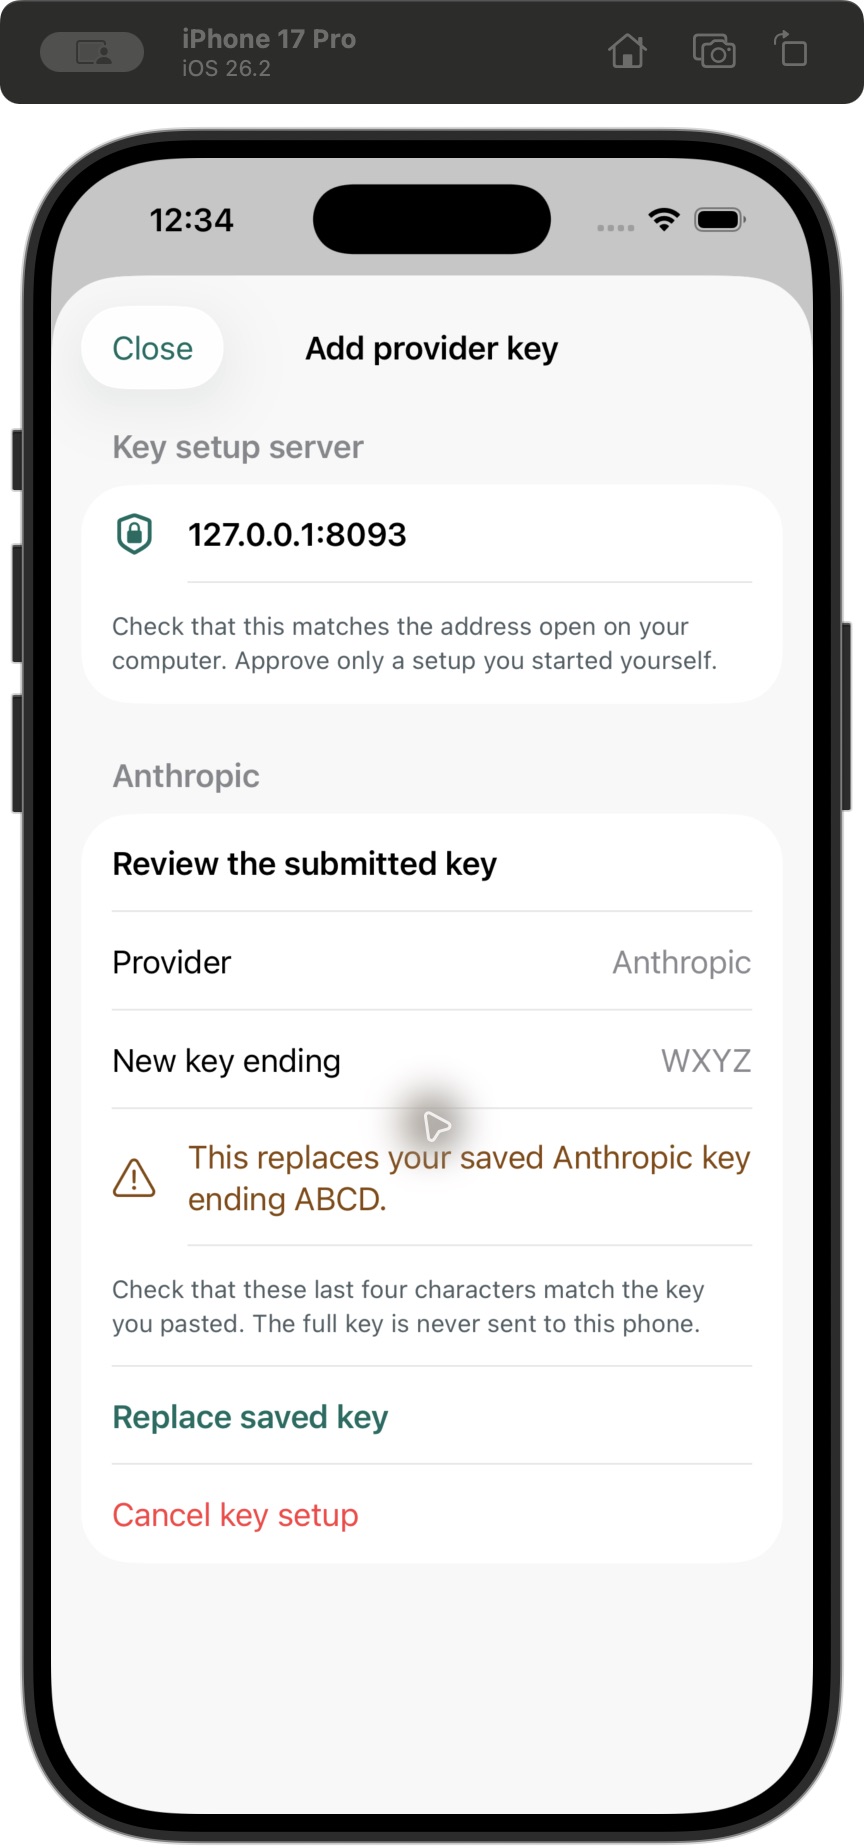 iPhone 17 Pro
iOS 26.2
12:34
Close
Add provider key
Key setup server
127.0.0.1:8093
Check that this matches the address open on your
computer. Approve only a setup you started yourself.
Anthropic
Review the submitted key
Provider Anthropic
New key ending WXYZ
This replaces your saved Anthropic key
ending ABCD.
Check that these last four characters match the key
you pasted. The full key is never sent to this phone.
Replace saved key
Cancel key setup